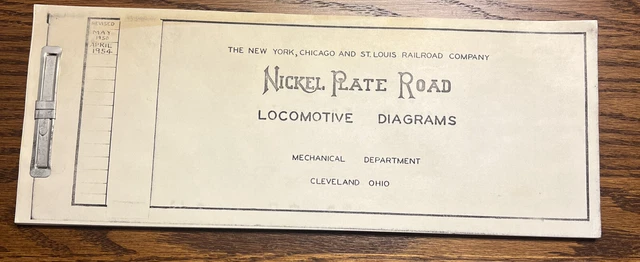 REVISED
MAY
1952
APRIL
1954
THE NEW YORK, CHICAGO AND ST. LOUIS RAILROAD COMPANY
NICKEL PLATE ROAD
LOCOMOTIVE DIAGRAMS
MECHANICAL DEPARTMENT
CLEVELAND OHIO